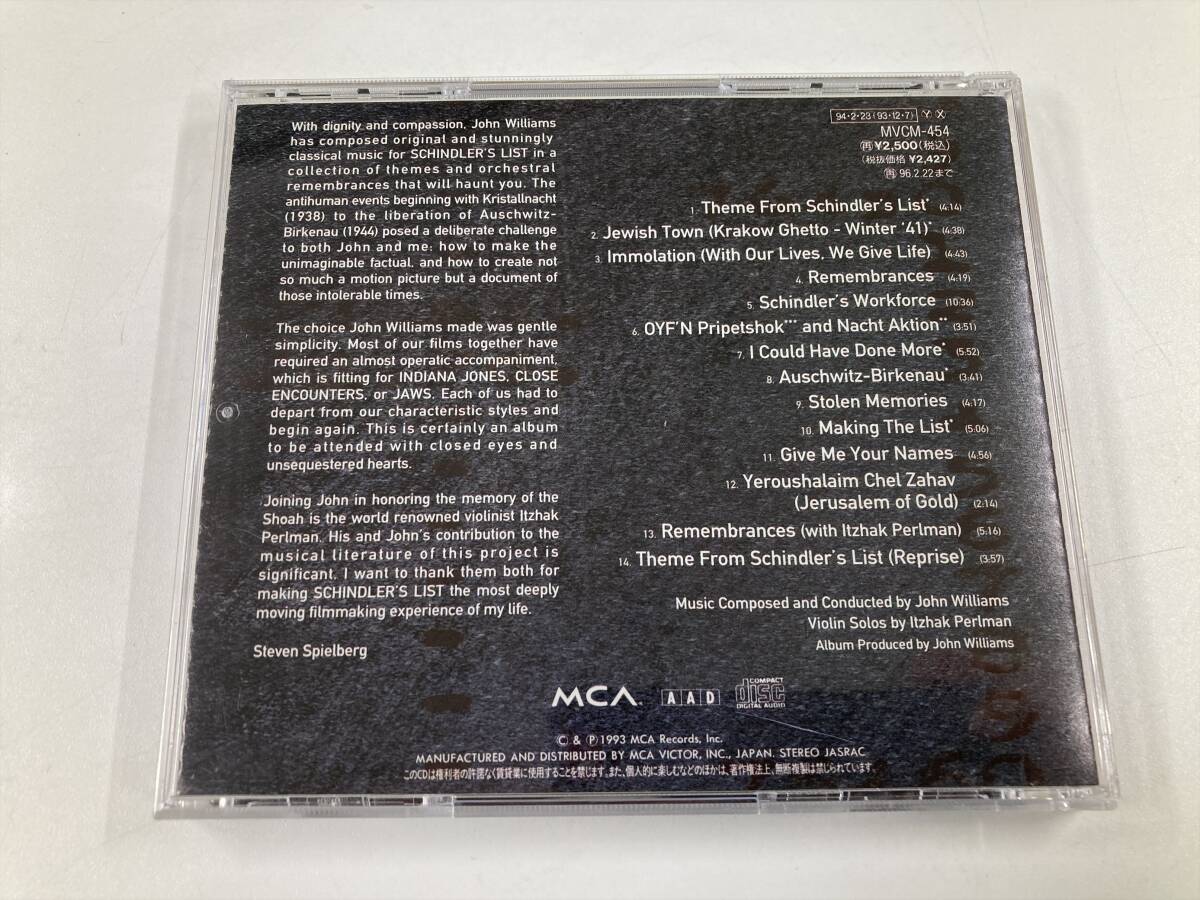 With dignity and compassion, John Williams
has composed original and stunningly
classical music for SCHINDLER'S LIST in a
collection of themes and orchestral
remembrances that will haunt you. The
antihuman events beginning with Kristallnacht
(1938) to the liberation of Auschwitz-
Birkenau (1944) posed a deliberate challenge
to both John and me: how to make the
unimaginable factual, and how to create not
so much a motion picture but a document of
those intolerable times.
The choice John Williams made was gentle
simplicity. Most of our films together have
required an almost operatic accompaniment,
which is fitting for INDIANA JONES, CLOSE
ENCOUNTERS, or JAWS. Each of us had to
depart from our characteristic styles and
begin again. This is certainly an album
to be attended with closed eyes and
unsequestered hearts.
Joining John in honoring the memory of the
Shoah is the world renowned violinist Itzhak
Perlman. His and John's contribution to the
musical literature of this project is
significant. I want to thank them both for
making SCHINDLER'S LIST the most deeply
moving filmmaking experience of my life.
Steven Spielberg
94・2・23(93・12・7) Y X
MVCM-454
再¥2,500(税込)
(税抜価格 ¥2,427)
再 96.2.22まで
1. Theme From Schindler's List* (4:14)
2. Jewish Town (Krakow Ghetto - Winter '41)* (4:38)
3. Immolation (With Our Lives, We Give Life) (4:43)
4. Remembrances (4:19)
5. Schindler's Workforce (10:36)
6. OYF'N Pripetshok*** and Nacht Aktion** (3:51)
7. I Could Have Done More* (5:52)
8. Auschwitz-Birkenau* (3:41)
9. Stolen Memories (4:17)
10. Making The List* (5:06)
11. Give Me Your Names (4:56)
12. Yeroushalaim Chel Zahav
(Jerusalem of Gold) (2:14)
13. Remembrances (with Itzhak Perlman) (5:16)
14. Theme From Schindler's List (Reprise) (3:57)
Music Composed and Conducted by John Williams
Violin Solos by Itzhak Perlman
Album Produced by John Williams
MCA. A A D COMPACT disc DIGITAL AUDIO
© & ℗1993 MCA Records, Inc.
MANUFACTURED AND DISTRIBUTED BY MCA VICTOR, INC., JAPAN. STEREO JASRAC
このCDは権利者の許諾なく賃貸業に使用することを禁じます。また、個人的に楽しむなどのほかは、著作権法上、無断複製は禁じられています。